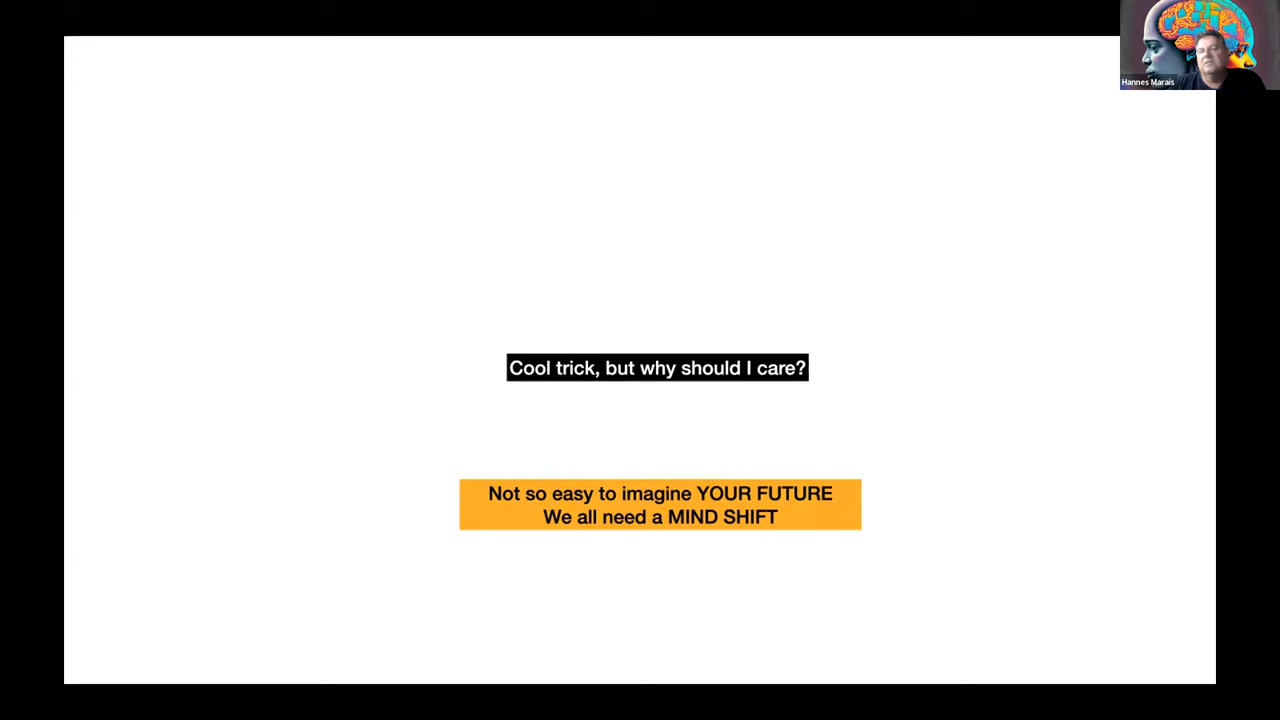 Hannes Marais
Cool trick, but why should I care?
Not so easy to imagine YOUR FUTURE
We all need a MIND SHIFT